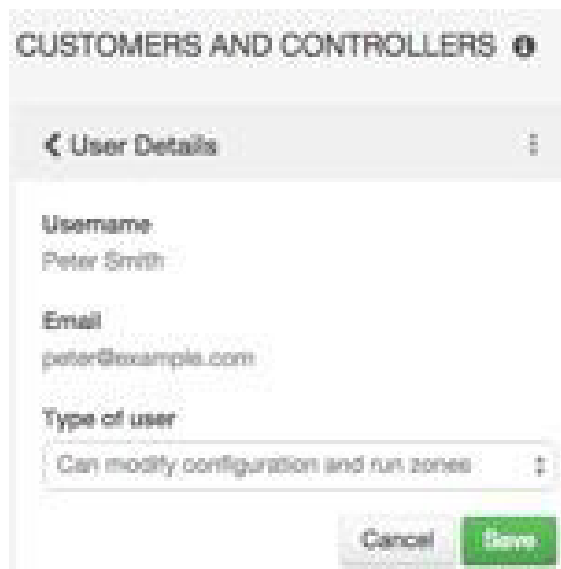 CUSTOMERS AND CONTROLLERS
User Details
Username
Peter Smith
Email
peter@example.com
Type of user
Can modify configuration and run zones
Cancel Save